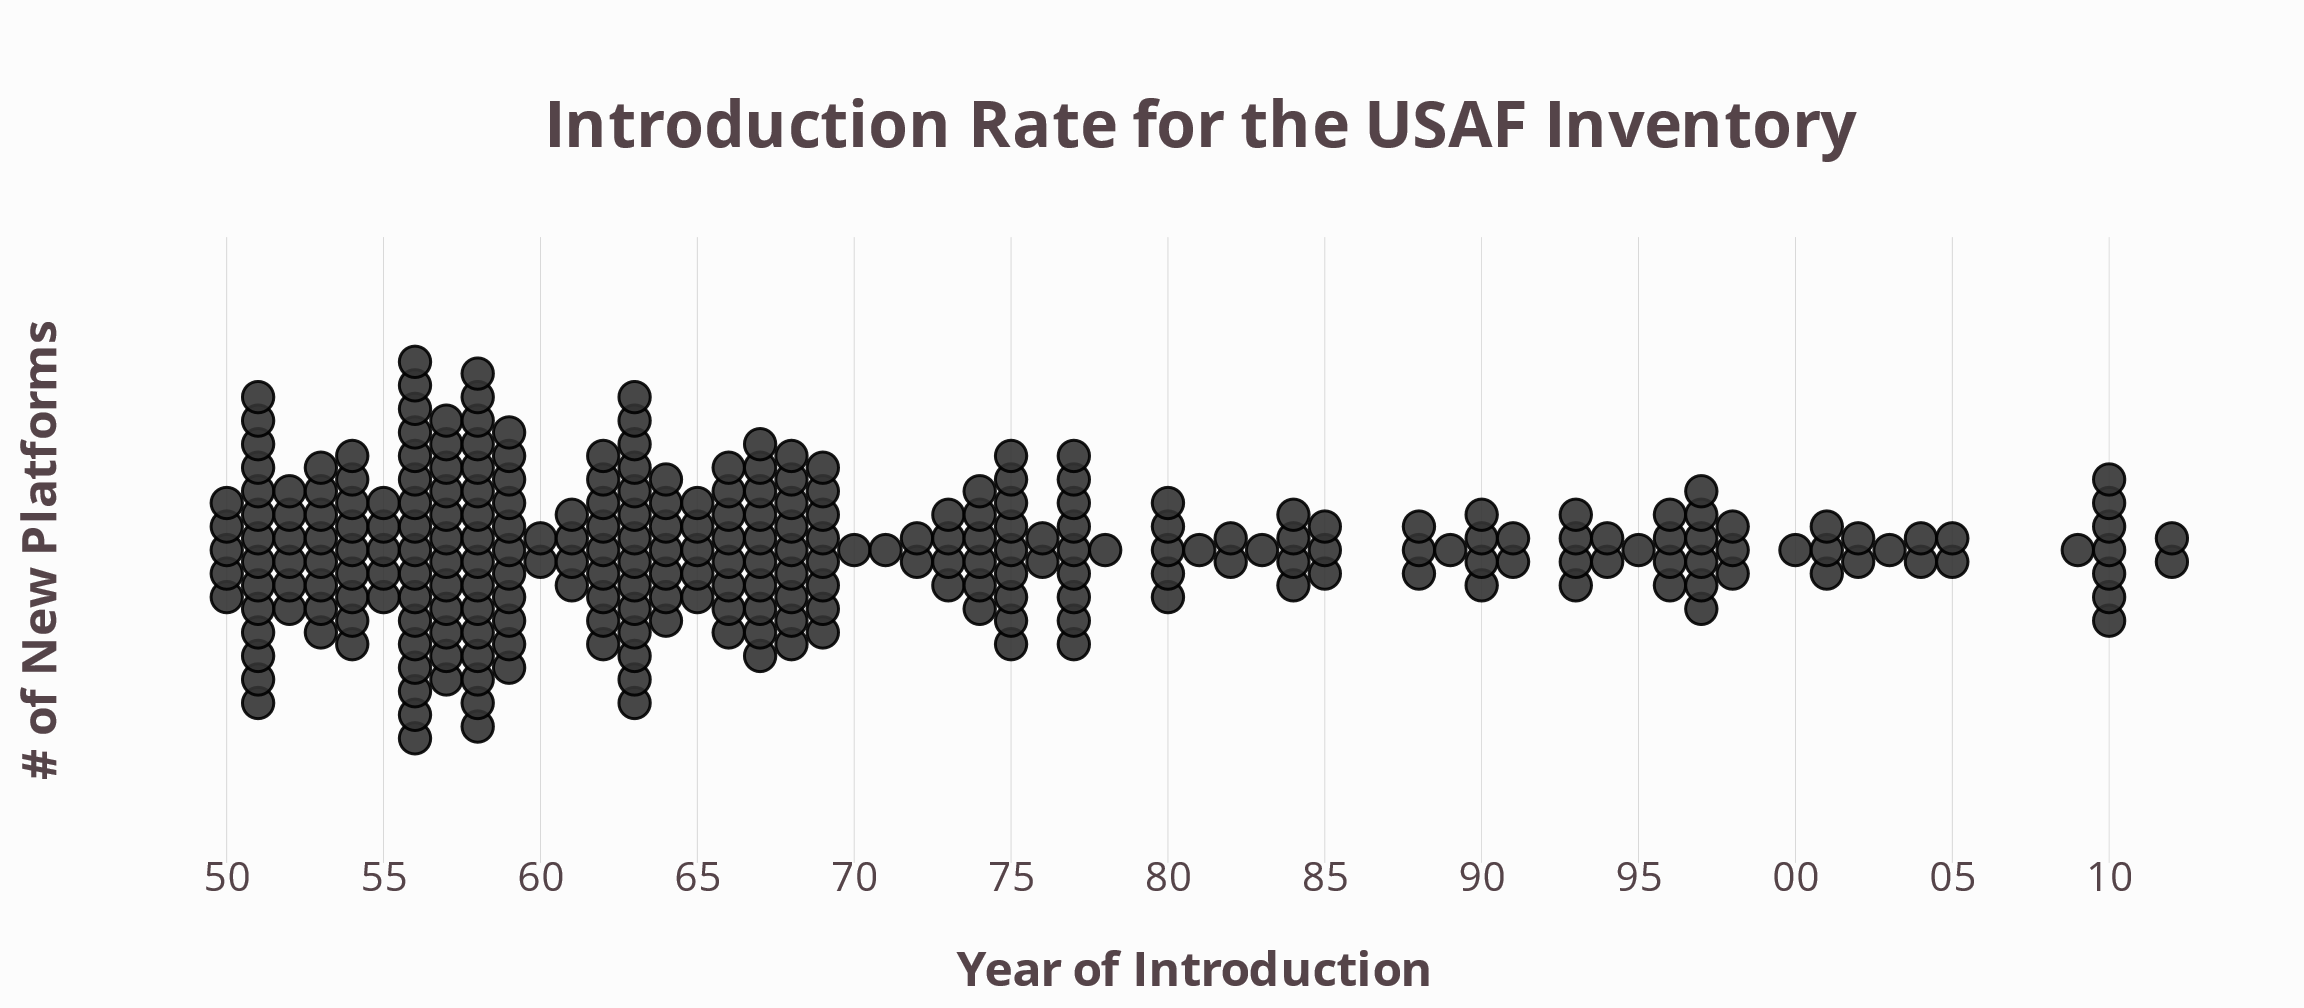 Introduction Rate for the USAF Inventory
# of New Platforms
50 55 60 65 70 75 80 85 90 95 00 05 10
Year of Introduction